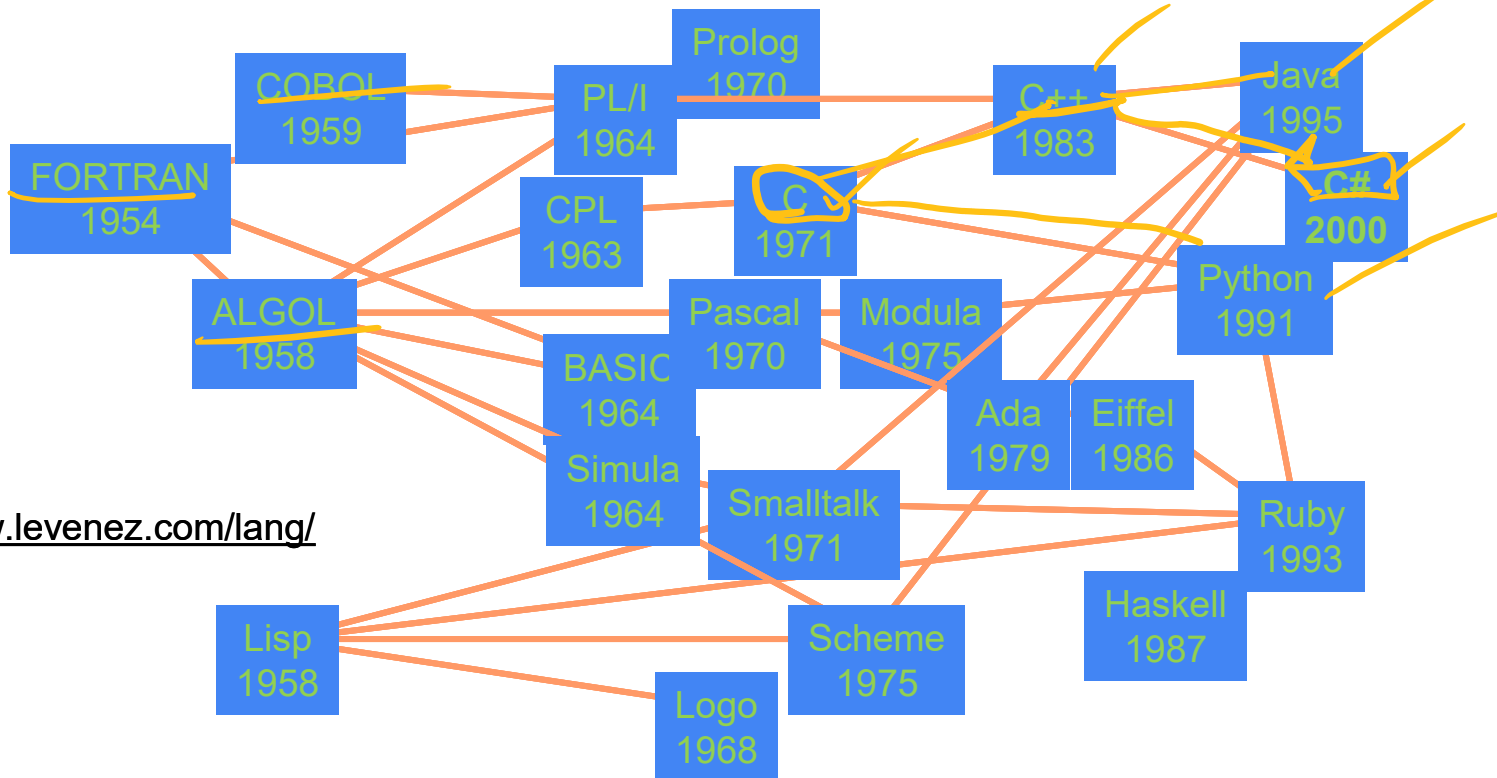 Prolog
1970
COBOL
1959
PL/I
1964
C++
1983
Java
1995
FORTRAN
1954
CPL
1963
C
1971
C#
2000
ALGOL
1958
Pascal
1970
Modula
1975
Python
1991
BASIC
1964
Ada
1979
Eiffel
1986
Simula
1964
Smalltalk
1971
Ruby
1993
.levenez.com/lang/
Lisp
1958
Scheme
1975
Haskell
1987
Logo
1968